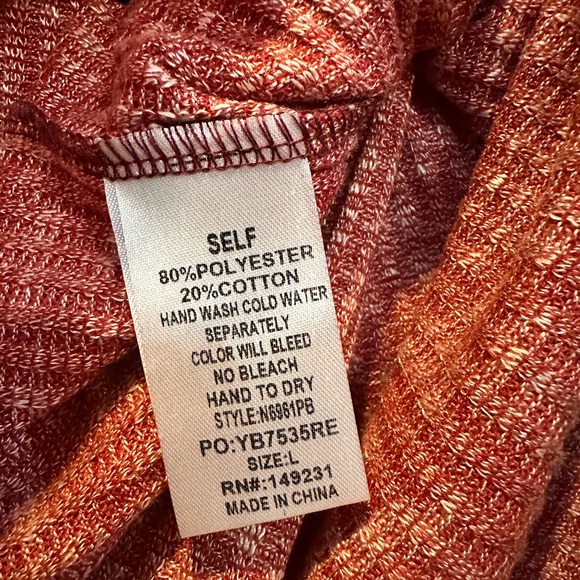 SELF
80%POLYESTER
20%COTTON
HAND WASH COLD WATER
SEPARATELY
COLOR WILL BLEED
NO BLEACH
HAND TO DRY
STYLE:N6961PB
PO:YB7535RE
SIZE:L
RN#:149231
MADE IN CHINA